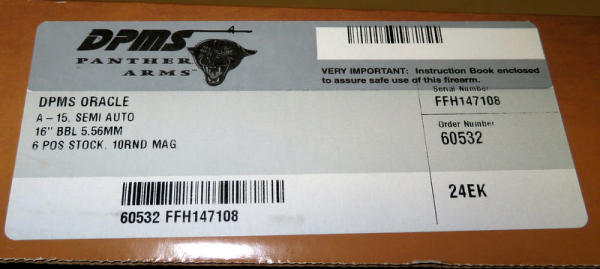 DPMS
PANTHER
ARMS
VERY IMPORTANT: Instruction Book enclosed
to assure safe use of this firearm.
DPMS ORACLE
A - 15, SEMI AUTO
16" BBL 5.56MM
6 POS STOCK, 10RND MAG
Serial Number
FFH147108
Order Number
60532
24EK
60532 FFH147108